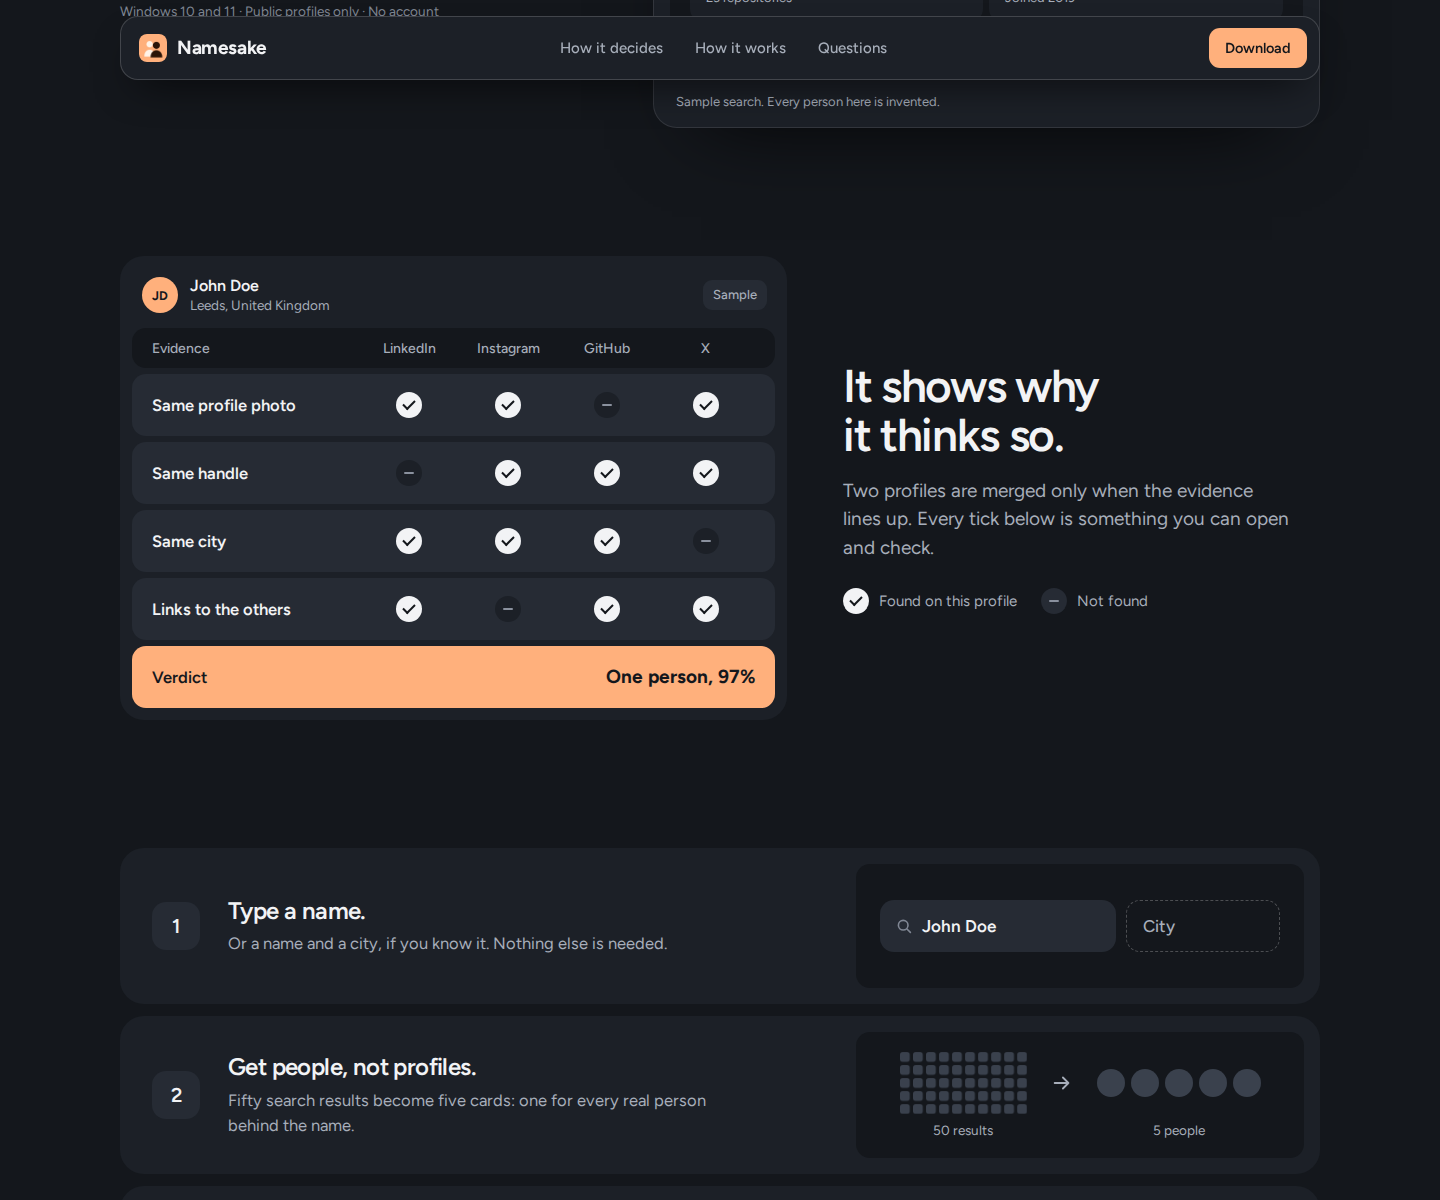 Windows 10 and 11 · Public profiles only · No account
Namesake
How it decides
How it works
Questions
Download
Sample search. Every person here is invented.
JD
John Doe
Leeds, United Kingdom
Sample
Evidence
LinkedIn
Instagram
GitHub
X
Same profile photo
Same handle
Same city
Links to the others
Verdict
One person, 97%
It shows why
it thinks so.
Two profiles are merged only when the evidence
lines up. Every tick below is something you can open
and check.
Found on this profile
Not found
1
Type a name.
Or a name and a city, if you know it. Nothing else is needed.
John Doe
City
2
Get people, not profiles.
Fifty search results become five cards: one for every real person
behind the name.
50 results
5 people